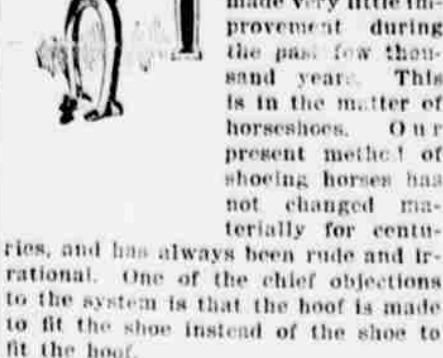 made very little im-
provement during
the past few thou-
sand years. This
is in the matter of
horseshoes. Our
present method of
shoeing horses has
not changed ma-
terially for centu-
ries, and has always been rude and ir-
rational. One of the chief objections
to the system is that the hoof is made
to fit the shoe instead of the shoe to
fit the hoof.